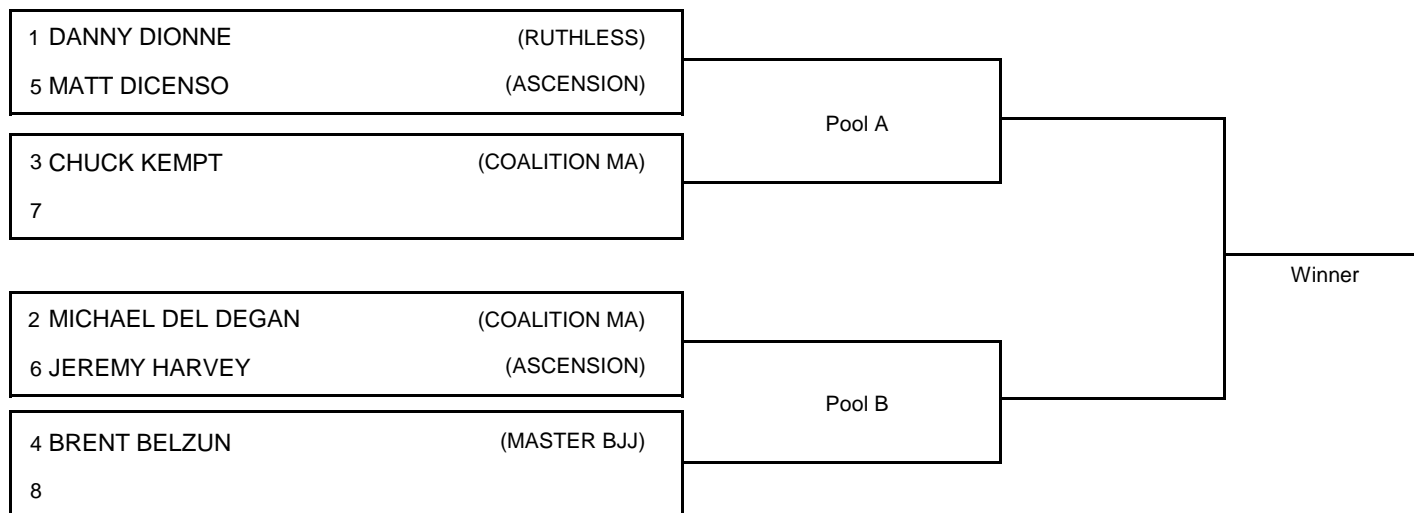 1 DANNY DIONNE (RUTHLESS)
5 MATT DICENSO (ASCENSION)
Pool A
3 CHUCK KEMPT (COALITION MA)
7
Winner
2 MICHAEL DEL DEGAN (COALITION MA)
6 JEREMY HARVEY (ASCENSION)
Pool B
4 BRENT BELZUN (MASTER BJJ)
8